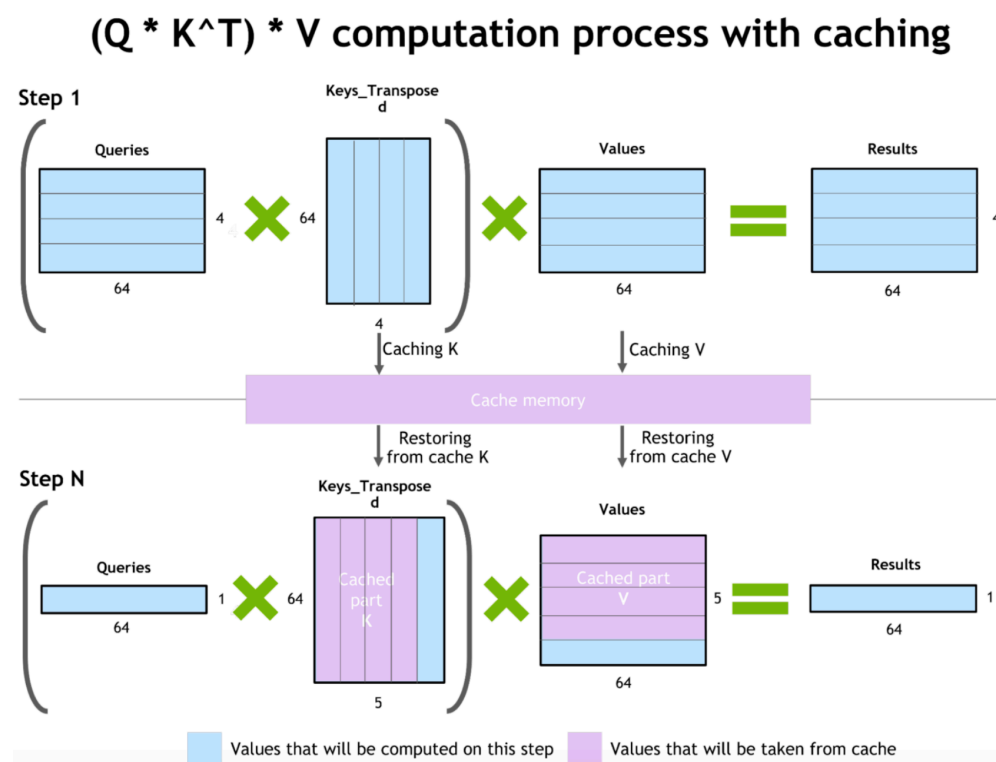 (Q * K^T) * V computation process with caching
Step 1
Keys_Transpose
d
Queries
Values
Results
4
64
4
64
64
64
4
Caching K
Caching V
Cache memory
Restoring
from cache K
Restoring
from cache V
Step N
Keys_Transpose
d
Values
Queries
Results
Cached
part
K
Cached part
V
1
64
5
1
64
64
64
5
Values that will be computed on this step
Values that will be taken from cache